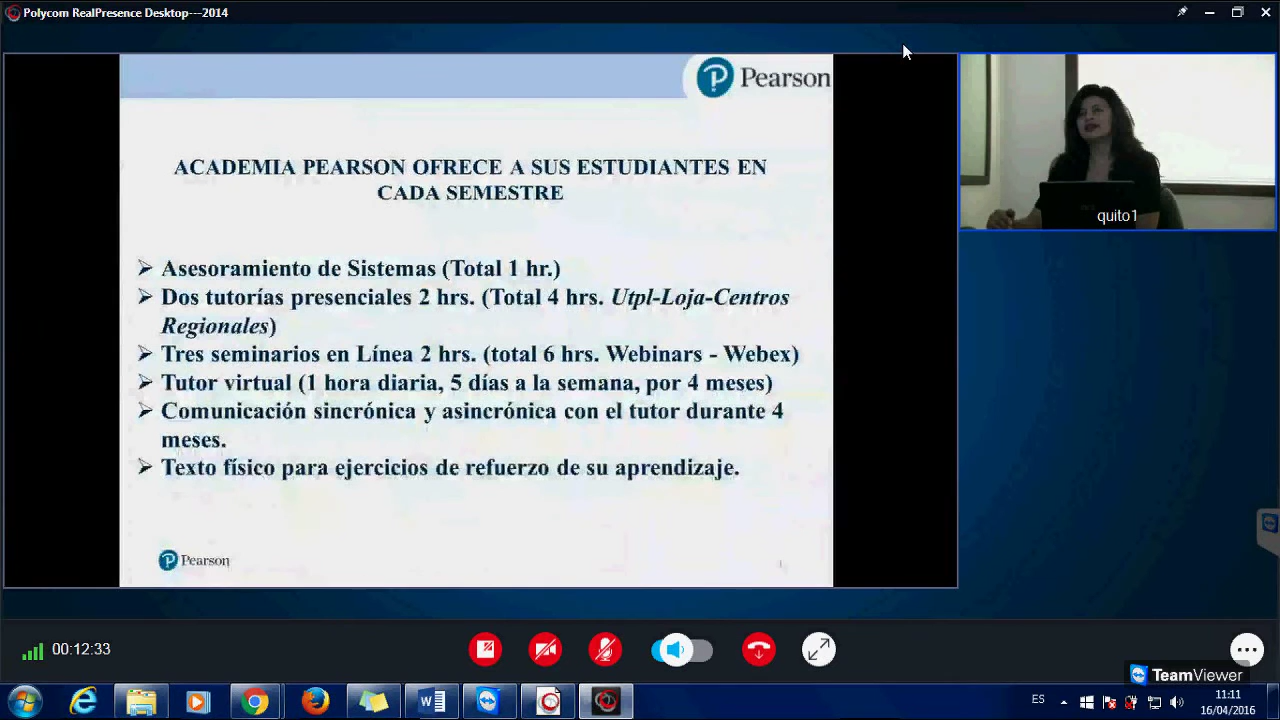 Polycom RealPresence Desktop---2014
Pearson
ACADEMIA PEARSON OFRECE A SUS ESTUDIANTES EN
CADA SEMESTRE
Asesoramiento de Sistemas (Total 1 hr.)
Dos tutorías presenciales 2 hrs. (Total 4 hrs. Utpl-Loja-Centros
Regionales)
Tres seminarios en Línea 2 hrs. (total 6 hrs. Webinars - Webex)
Tutor virtual (1 hora diaria, 5 días a la semana, por 4 meses)
Comunicación sincrónica y asincrónica con el tutor durante 4
meses.
Texto físico para ejercicios de refuerzo de su aprendizaje.
Pearson
quito1
00:12:33
TeamViewer
ES
11:11
16/04/2016